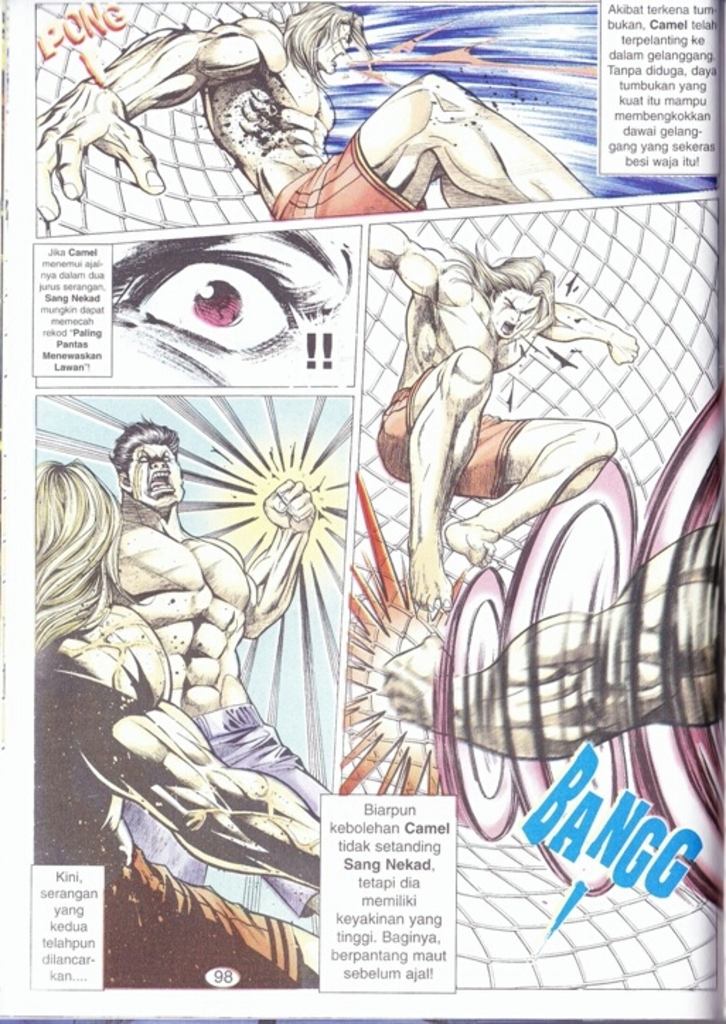 PONG
!
Akibat terkena tum-
bukan, Camel telah
terpelanting ke
dalam gelanggang.
Tanpa diduga, daya
tumbukan yang
kuat itu mampu
membengkokkan
dawai gelang-
gang yang sekeras
besi waja itu!
Jika Camel
menemui ajal-
nya dalam dua
jurus serangan,
Sang Nekad
mungkin dapat
memecah
rekod "Paling
Pantas
Menewaskan
Lawan"!
!!
Kini,
serangan
yang
kedua
telahpun
dilancar-
kan....
Biarpun
kebolehan Camel
tidak setanding
Sang Nekad,
tetapi dia
memiliki
keyakinan yang
tinggi. Baginya,
berpantang maut
sebelum ajal!
BANGG
!
98